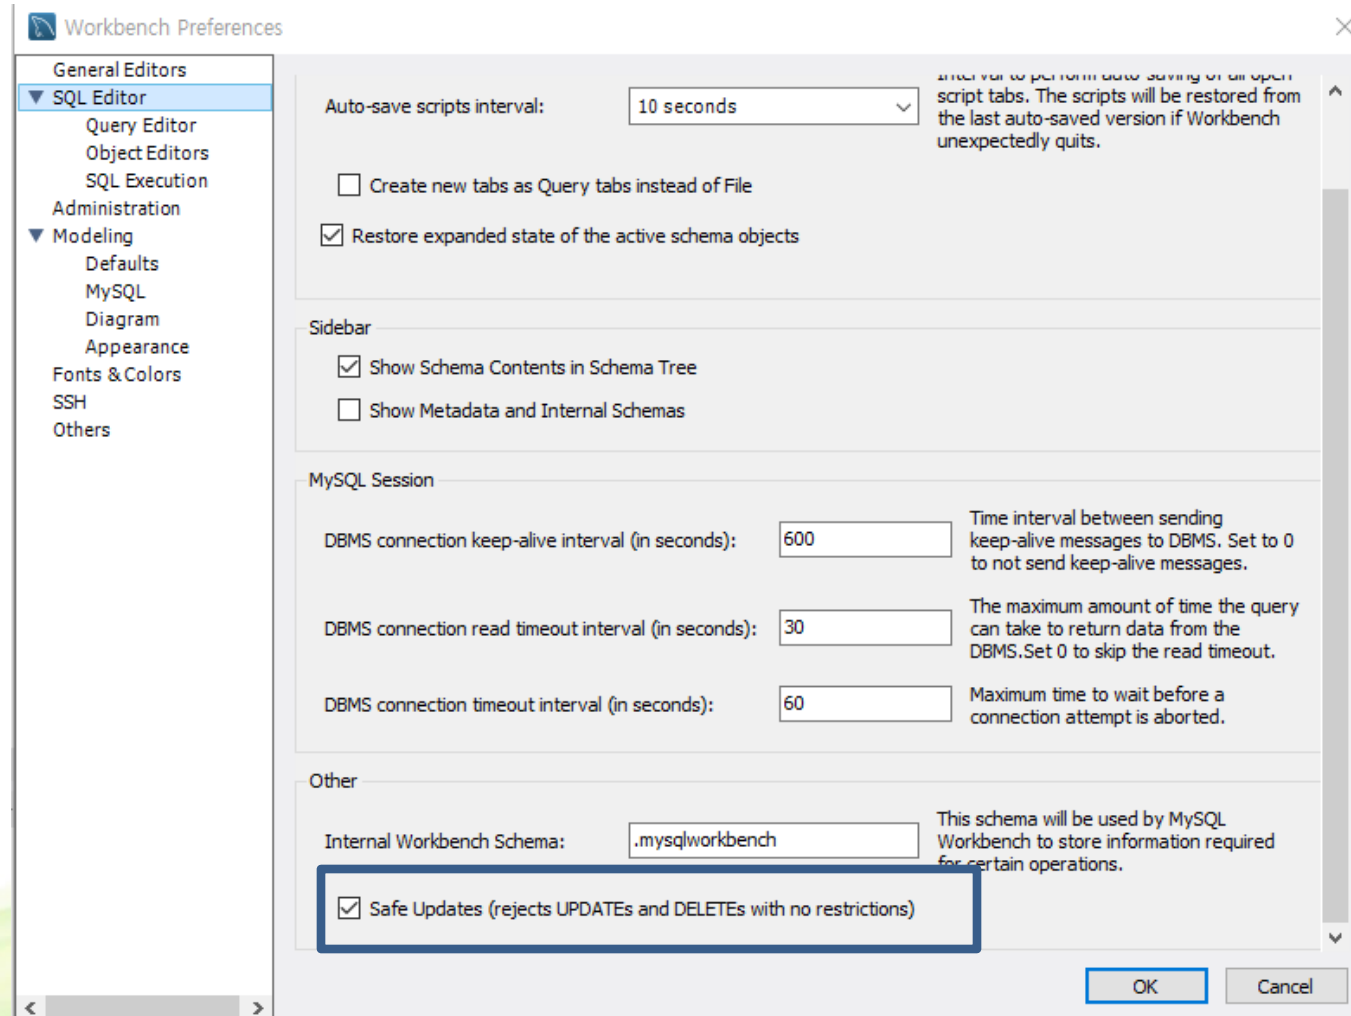 Workbench Preferences
General Editors
SQL Editor
Query Editor
Object Editors
SQL Execution
Administration
Modeling
Defaults
MySQL
Diagram
Appearance
Fonts & Colors
SSH
Others
Auto-save scripts interval:
10 seconds
Interval to perform auto-saving of all open
script tabs. The scripts will be restored from
the last auto-saved version if Workbench
unexpectedly quits.
Create new tabs as Query tabs instead of File
Restore expanded state of the active schema objects
Sidebar
Show Schema Contents in Schema Tree
Show Metadata and Internal Schemas
MySQL Session
DBMS connection keep-alive interval (in seconds):
600
Time interval between sending
keep-alive messages to DBMS. Set to 0
to not send keep-alive messages.
DBMS connection read timeout interval (in seconds):
30
The maximum amount of time the query
can take to return data from the
DBMS.Set 0 to skip the read timeout.
DBMS connection timeout interval (in seconds):
60
Maximum time to wait before a
connection attempt is aborted.
Other
Internal Workbench Schema:
.mysqlworkbench
This schema will be used by MySQL
Workbench to store information required
for certain operations.
Safe Updates (rejects UPDATEs and DELETEs with no restrictions)
OK
Cancel